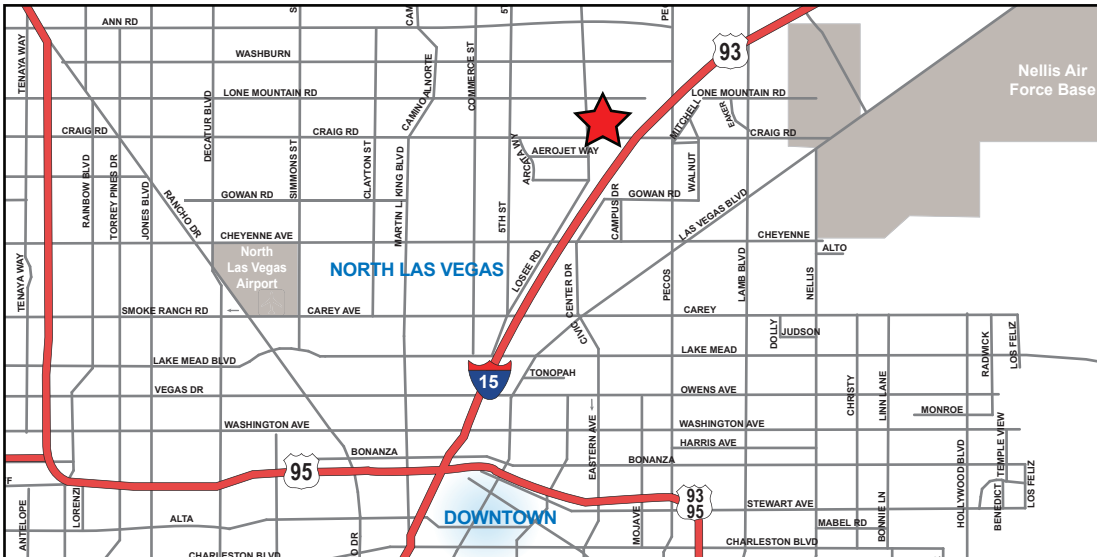 ANN RD
WASHBURN
LONE MOUNTAIN RD
LONE MOUNTAIN RD
CRAIG RD
CRAIG RD
CRAIG RD
AEROJET WAY
GOWAN RD
GOWAN RD
CHEYENNE AVE
CHEYENNE
ALTO
SMOKE RANCH RD
←
CAREY AVE
CAREY
JUDSON
LAKE MEAD BLVD
LAKE MEAD
TONOPAH
VEGAS DR
OWENS AVE
MONROE
WASHINGTON AVE
WASHINGTON AVE
HARRIS AVE
BONANZA
BONANZA
STEWART AVE
ALTA
MABEL RD
CHARLESTON BLVD
CHARLESTON BLVD
TENAYA WAY
TENAYA WAY
RAINBOW BLVD
TORREY PINES DR
JONES BLVD
DECATUR BLVD
RANCHO DR
SIMMONS ST
CLAYTON ST
CAMINO ALNORTE
MARTIN L KING BLVD
COMMERCE ST
5TH ST
ARCATA WY
LOSEE RD
CIVIC CENTER DR
CAMPUS DR
PECOS
MITCHELL
EAKER
WALNUT
LAS VEGAS BLVD
LAMB BLVD
NELLIS
DOLLY
CHRISTY
LINN LANE
RADWICK
LOS FELIZ
HOLLYWOOD BLVD
TEMPLE VIEW
BENEDICT
LOS FELIZ
BONNIE LN
MOJAVE
EASTERN AVE ←
ANTELOPE
LORENZI
Nellis Air
Force Base
North
Las Vegas
Airport
NORTH LAS VEGAS
DOWNTOWN
93
15
95
93
95